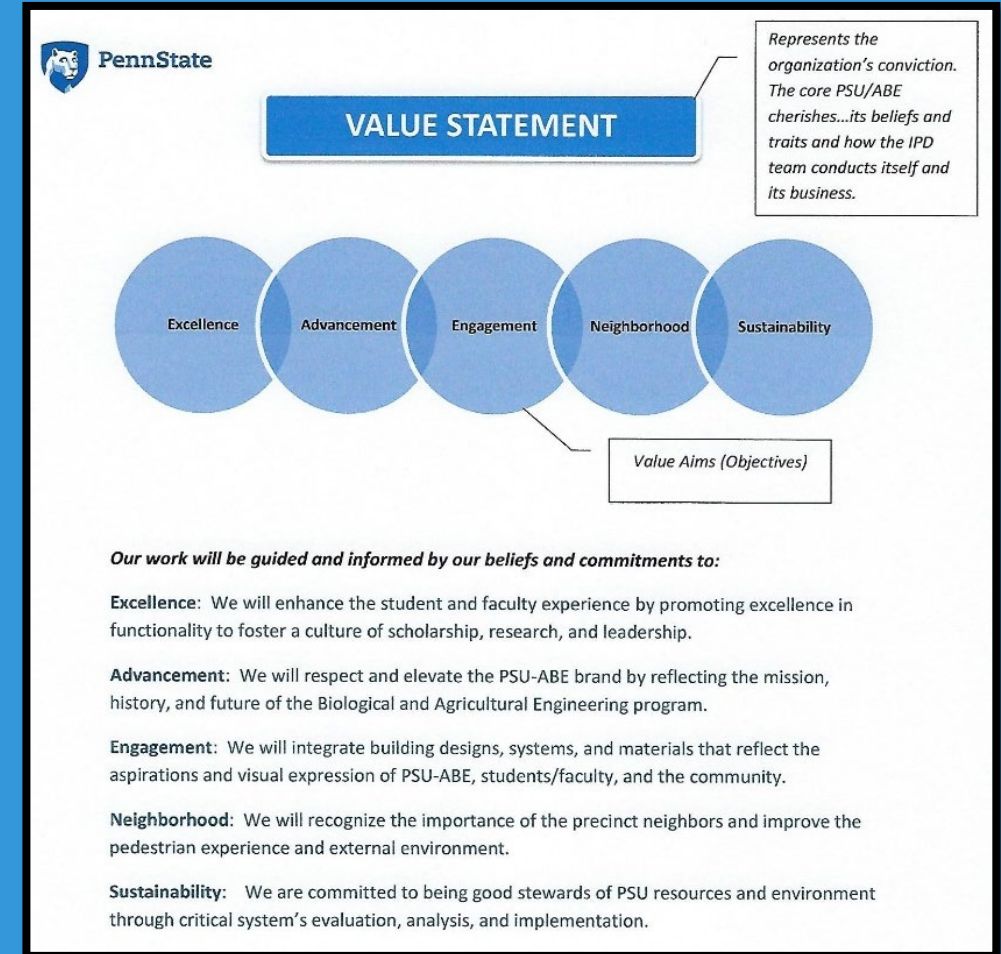 PennState
VALUE STATEMENT
Represents the
organization's conviction.
The core PSU/ABE
cherishes...its beliefs and
traits and how the IPD
team conducts itself and
its business.
Excellence
Advancement
Engagement
Neighborhood
Sustainability
Value Aims (Objectives)
Our work will be guided and informed by our beliefs and commitments to:
Excellence: We will enhance the student and faculty experience by promoting excellence in
functionality to foster a culture of scholarship, research, and leadership.
Advancement: We will respect and elevate the PSU-ABE brand by reflecting the mission,
history, and future of the Biological and Agricultural Engineering program.
Engagement: We will integrate building designs, systems, and materials that reflect the
aspirations and visual expression of PSU-ABE, students/faculty, and the community.
Neighborhood: We will recognize the importance of the precinct neighbors and improve the
pedestrian experience and external environment.
Sustainability: We are committed to being good stewards of PSU resources and environment
through critical system's evaluation, analysis, and implementation.